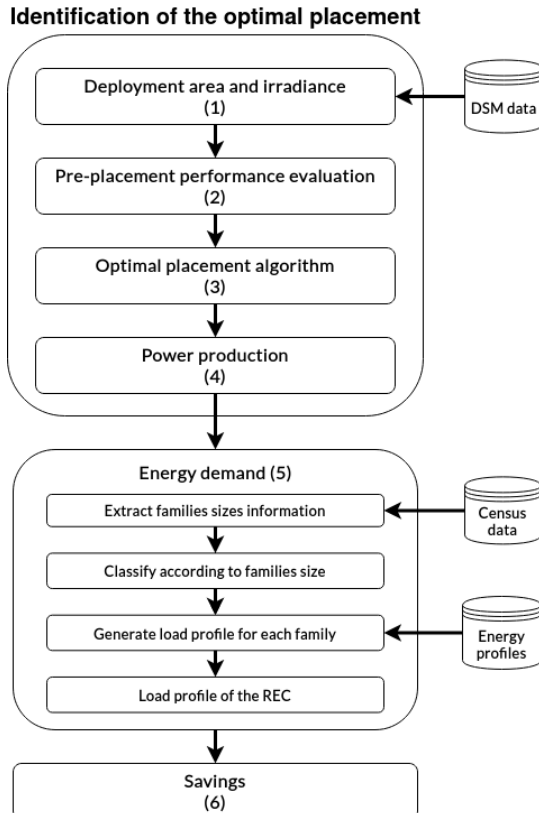 Identification of the optimal placement
Deployment area and irradiance
(1)
DSM data
Pre-placement performance evaluation
(2)
Optimal placement algorithm
(3)
Power production
(4)
Energy demand (5)
Extract families sizes information
Census
data
Classify according to families size
Generate load profile for each family
Energy
profiles
Load profile of the REC
Savings
(6)